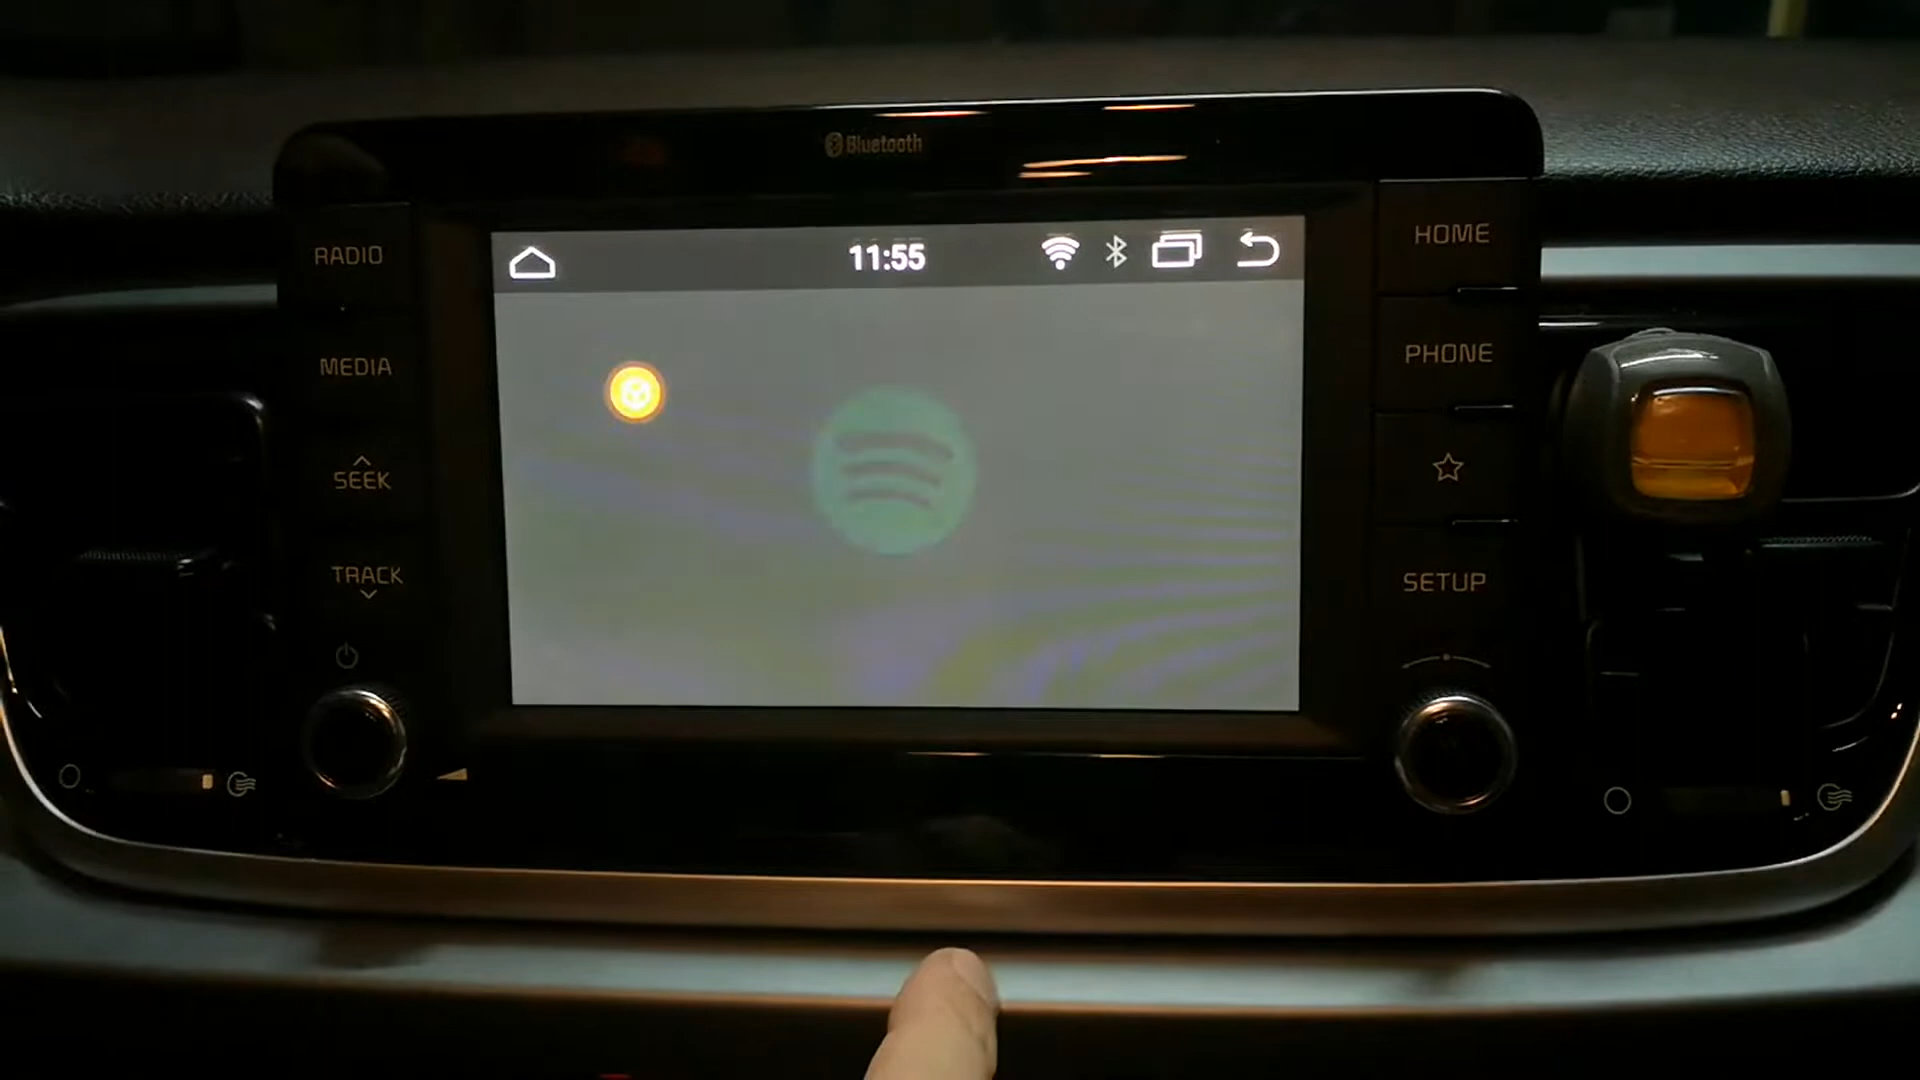 Bluetooth
RADIO
MEDIA
SEEK
TRACK
11:55
HOME
PHONE
SETUP